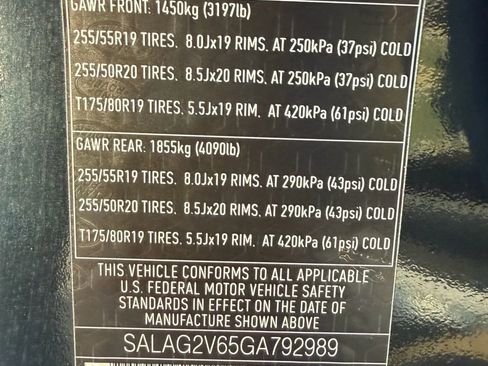 GAWR FRONT: 1450kg (3197lb)
255/55R19 TIRES. 8.0Jx19 RIMS. AT 250kPa (37psi) COLD
255/50R20 TIRES. 8.5Jx20 RIMS. AT 250kPa (37psi) COLD
T175/80R19 TIRES. 5.5Jx19 RIM. AT 420kPa (61psi) COLD
GAWR REAR: 1855kg (4090lb)
255/55R19 TIRES. 8.0Jx19 RIMS. AT 290kPa (43psi) COLD
255/50R20 TIRES. 8.5Jx20 RIMS. AT 290kPa (43psi) COLD
T175/80R19 TIRES. 5.5Jx19 RIM. AT 420kPa (61psi) COLD
THIS VEHICLE CONFORMS TO ALL APPLICABLE
U.S. FEDERAL MOTOR VEHICLE SAFETY
STANDARDS IN EFFECT ON THE DATE OF
MANUFACTURE SHOWN ABOVE
SALAG2V65GA792989